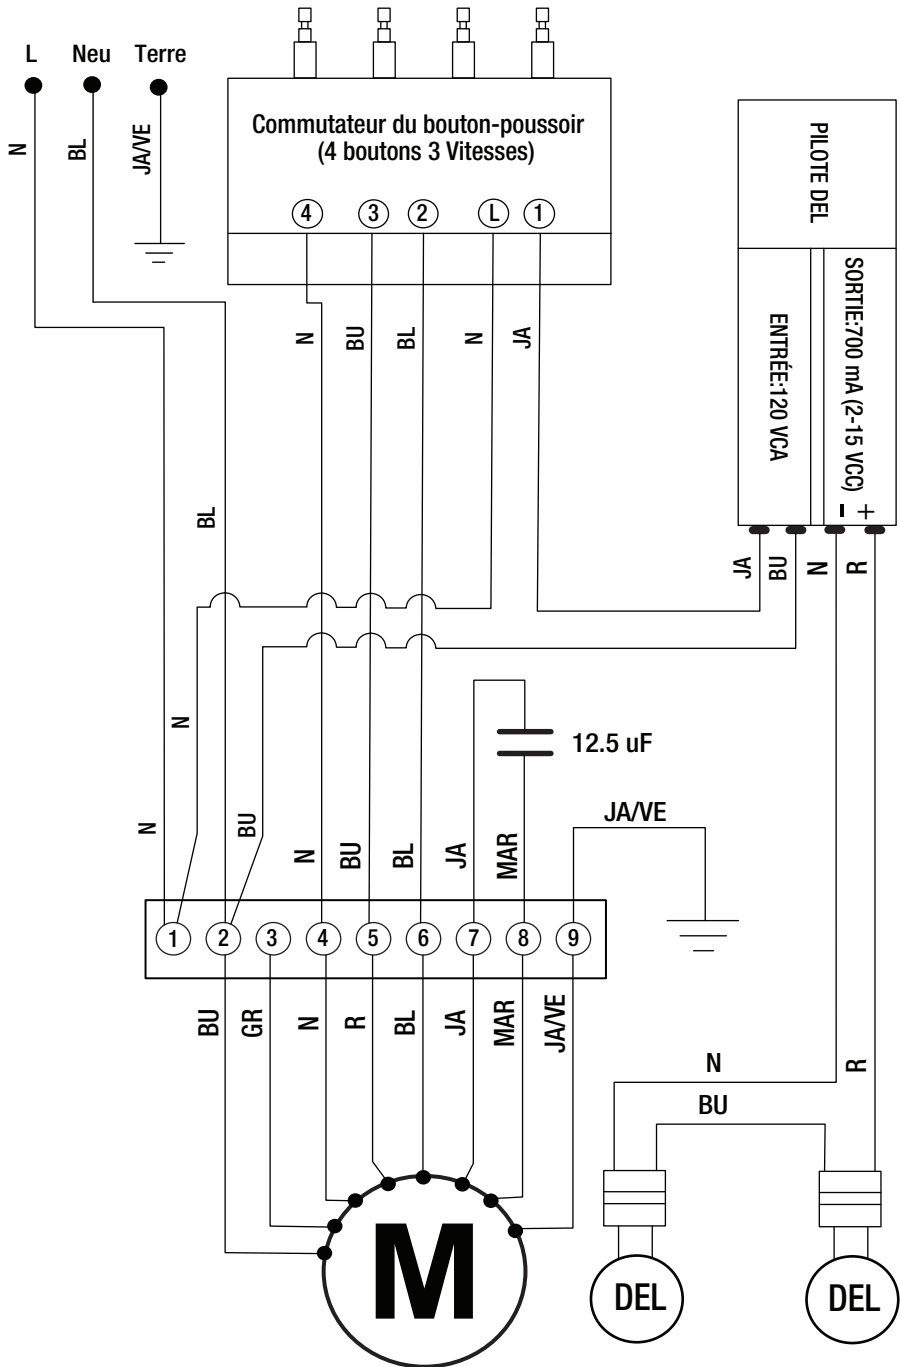 L Neu Terre
N BL JA/VE
Commutateur du bouton-poussoir
(4 boutons 3 Vitesses)
4 3 2 L 1
PILOTE DEL
ENTRÉE:120 VCA
SORTIE:700 mA (2-15 VCC)
- +
N BU BL N JA
BL
JA BU N R
N
12.5 uF
N BU N BU BL JA MAR JA/VE
1 2 3 4 5 6 7 8 9
BU GR N R BL JA MAR JA/VE
N R
BU
M
DEL DEL